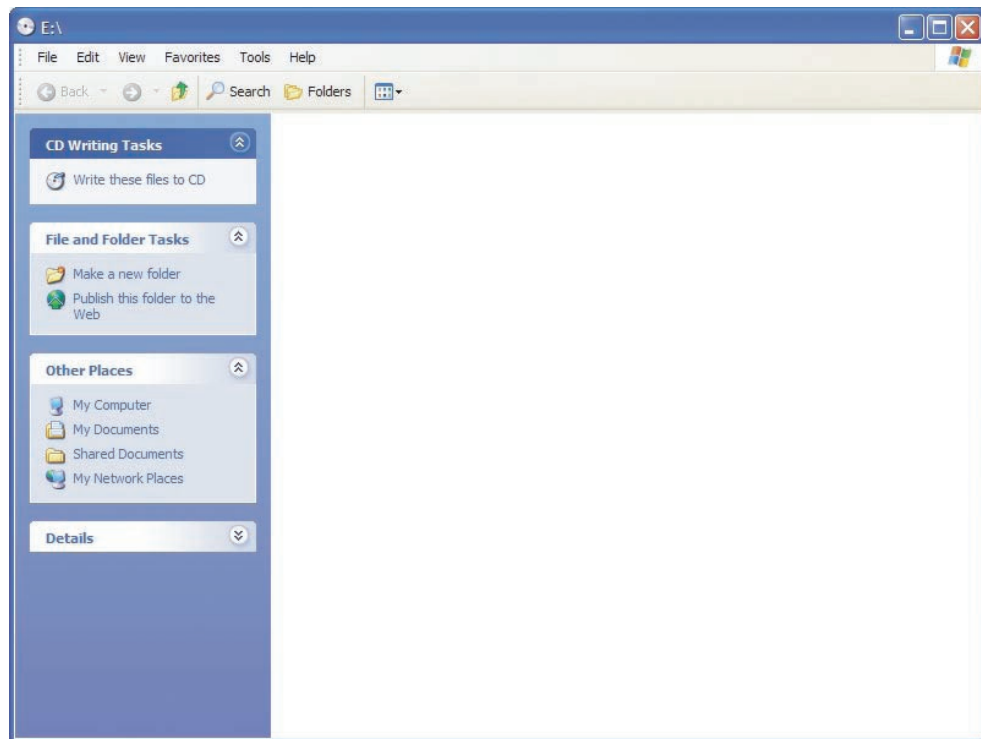 E:\
File Edit View Favorites Tools Help
Back Search Folders
CD Writing Tasks
Write these files to CD
File and Folder Tasks
Make a new folder
Publish this folder to the
Web
Other Places
My Computer
My Documents
Shared Documents
My Network Places
Details